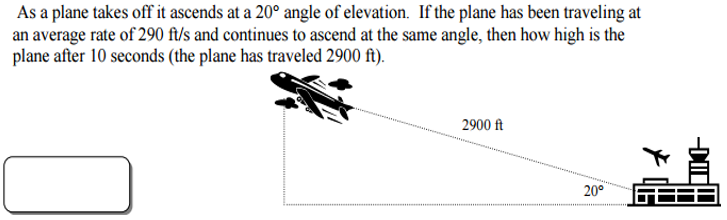 As a plane takes off it ascends at a 20° angle of elevation.  If the plane has been traveling at
an average rate of 290 ft/s and continues to ascend at the same angle, then how high is the
plane after 10 seconds (the plane has traveled 2900 ft).
2900 ft
20°